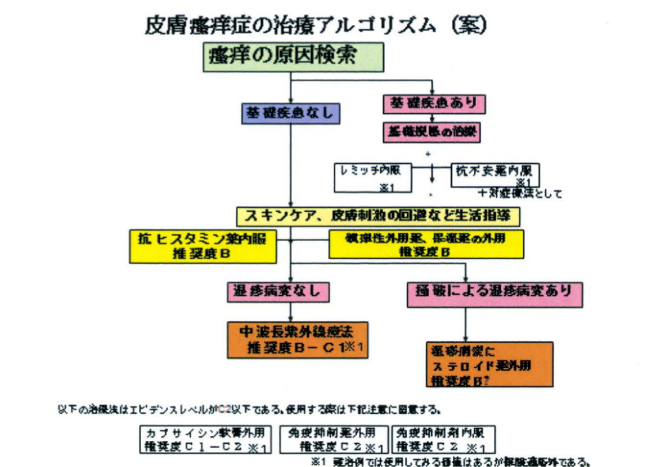 皮膚瘙痒症の治療アルゴリズム（案）
瘙痒の原因検索
基礎疾患なし
基礎疾患あり
基礎疾患の治療
+
レミッチ内服
※1
抗不安薬内服
※1
＋対症療法として
スキンケア、皮膚刺激の回避など生活指導
抗ヒスタミン薬内服
推奨度B
鎮痒性外用薬、保湿薬の外用
推奨度B
湿疹病変なし
掻破による湿疹病変あり
中波長紫外線療法
推奨度B－C1※1
湿疹病変に
ステロイド薬外用
推奨度B?
以下の治療法はエビデンスレベルがC2以下である。使用する際は下記注意に留意する。
カプサイシン軟膏外用
推奨度C1－C2 ※1
免疫抑制薬外用
推奨度C2 ※1
免疫抑制剤内服
推奨度C2 ※1
※1 難治例では使用してみる価値はあるが保険適応外である。